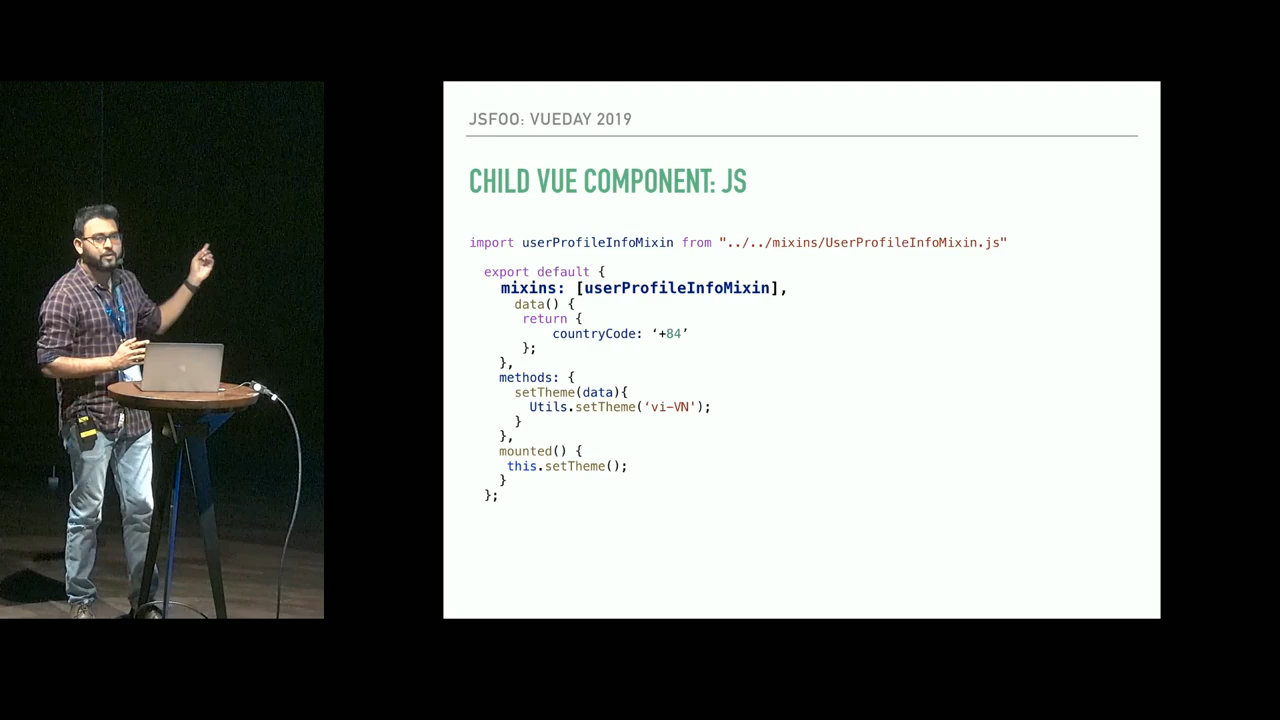 JSFOO: VUEDAY 2019
CHILD VUE COMPONENT: JS
import userProfileInfoMixin from "../../mixins/UserProfileInfoMixin.js"
export default {
mixins: [userProfileInfoMixin],
data() {
return {
countryCode: ‘+84’
};
},
methods: {
setTheme(data){
Utils.setTheme(‘vi-VN');
}
},
mounted() {
this.setTheme();
}
};